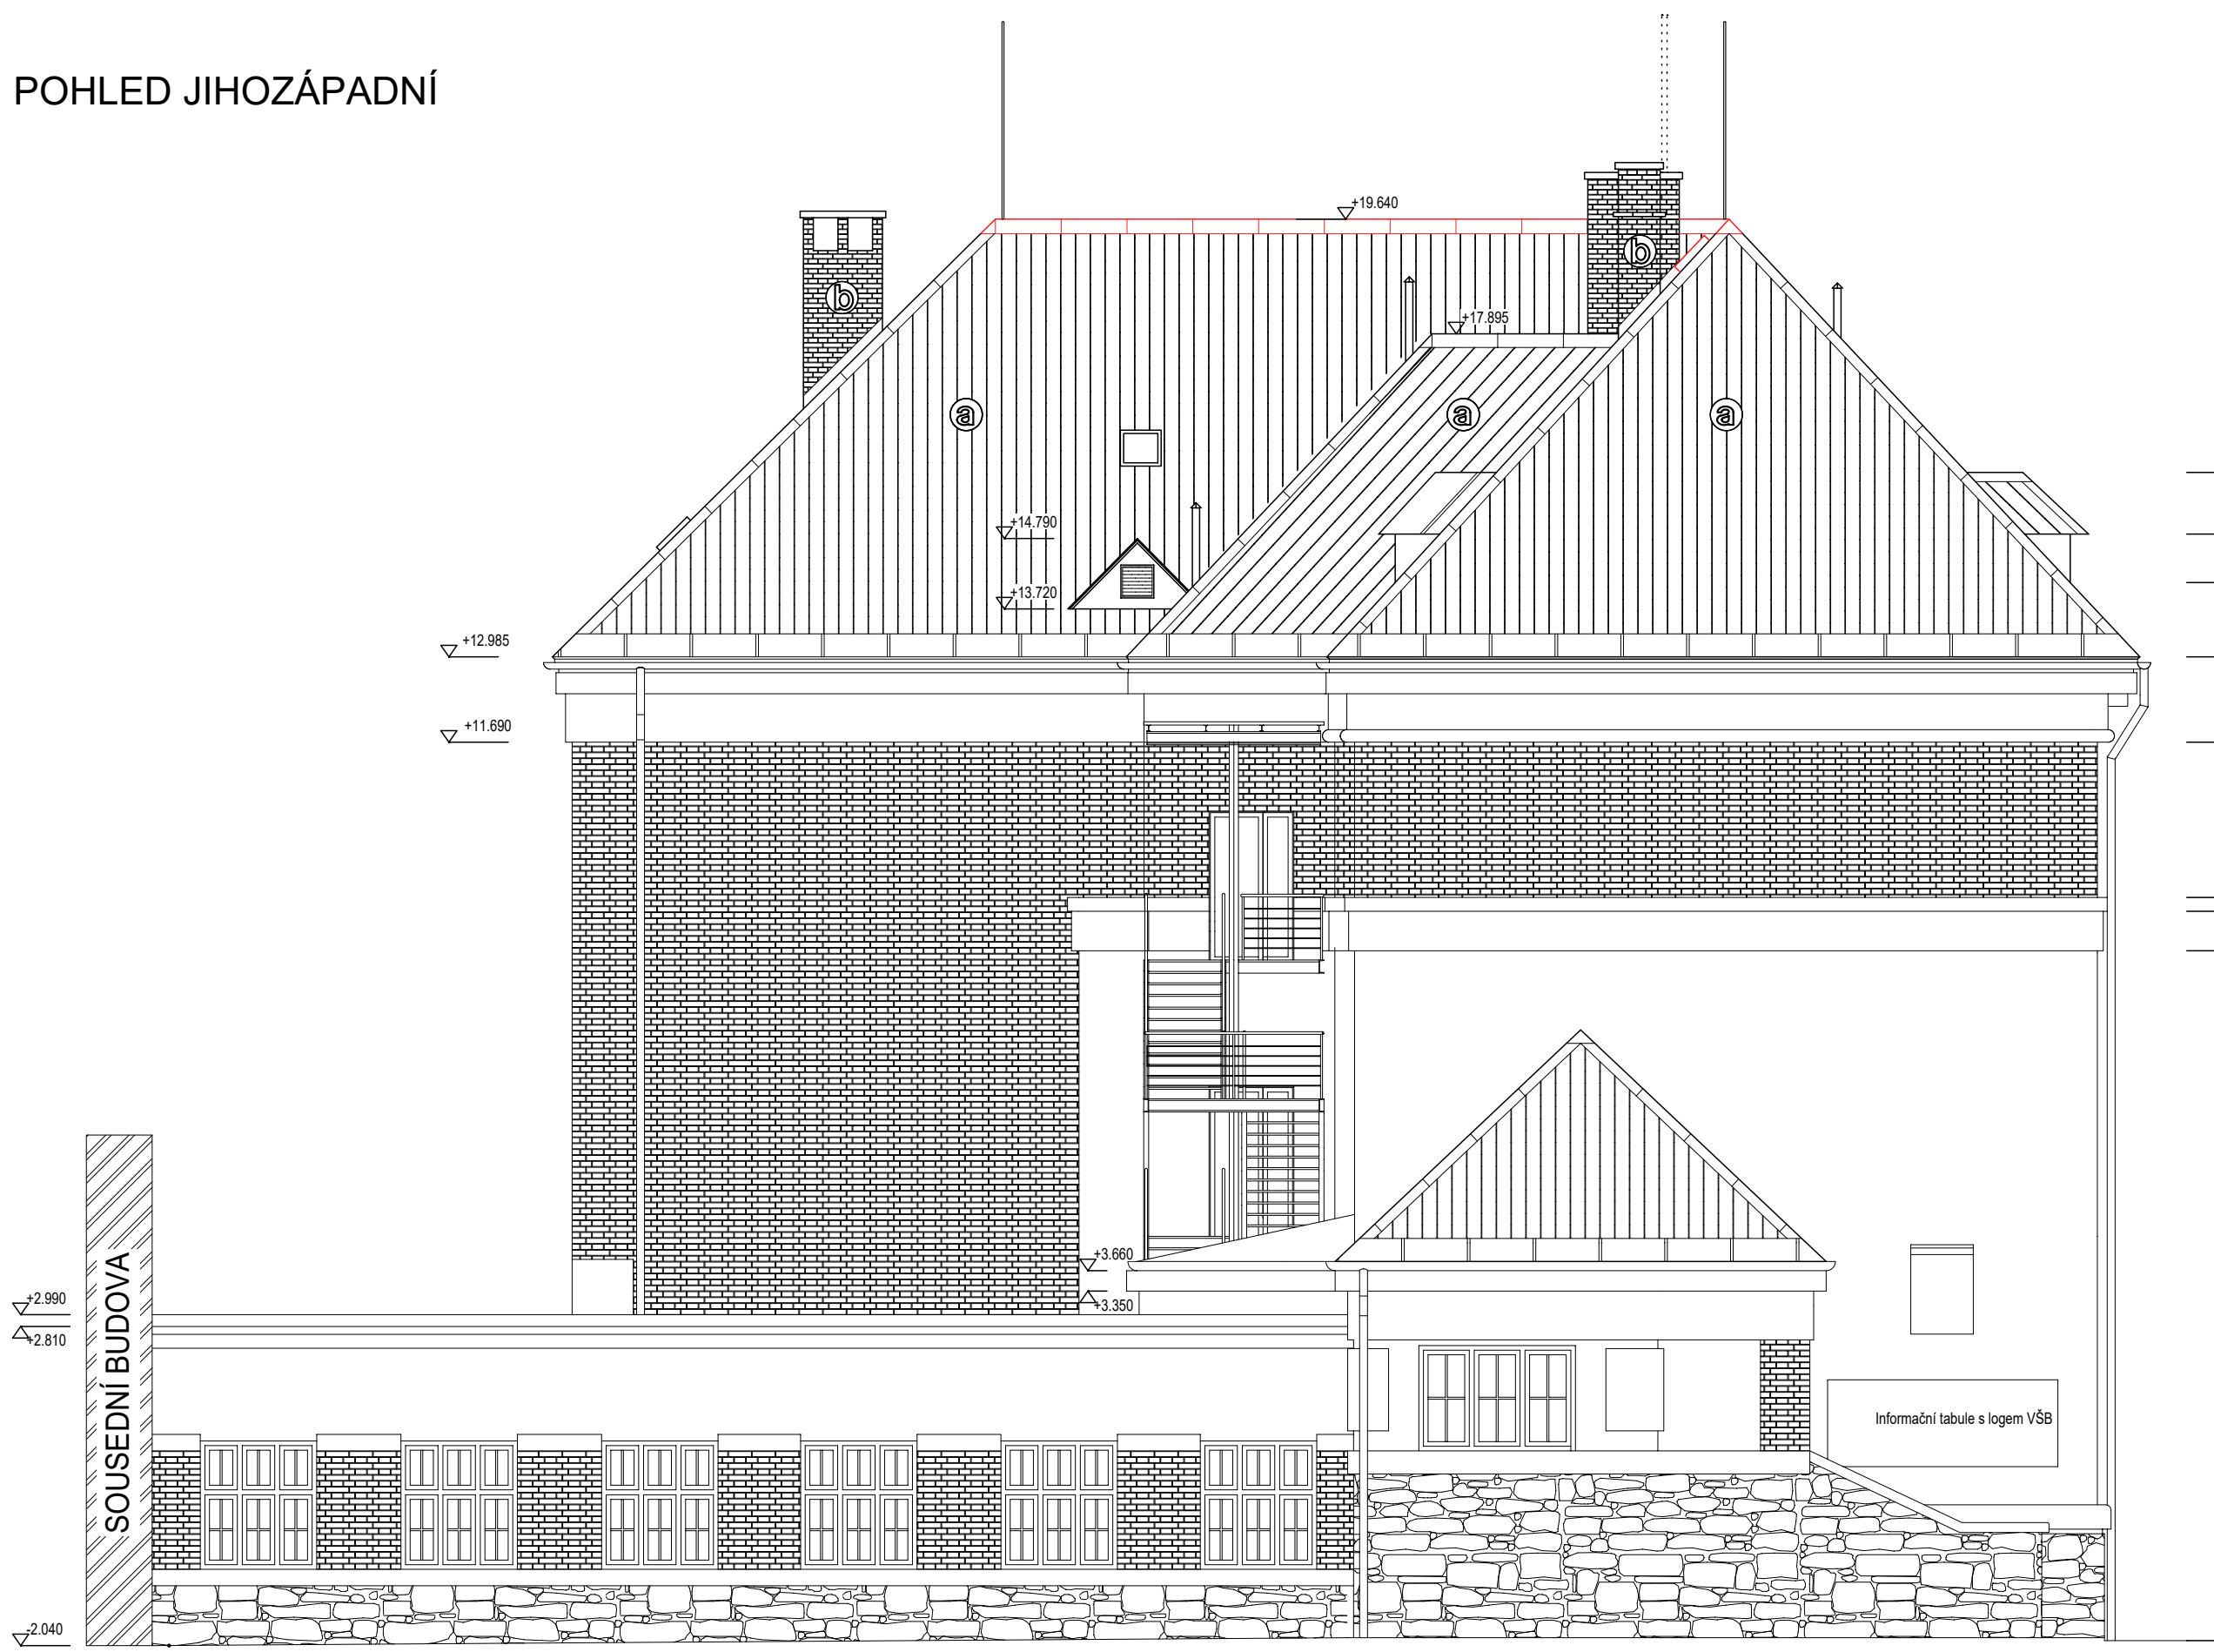 POHLED JIHOZÁPADNÍ
+19.640
b
b
+17.895
a
a
a
+14.790
+13.720
+12.985
+11.690
+3.660
+3.350
+2.990
+2.810
SOUSEDNÍ BUDOVA
Informační tabule s logem VŠB
-2.040